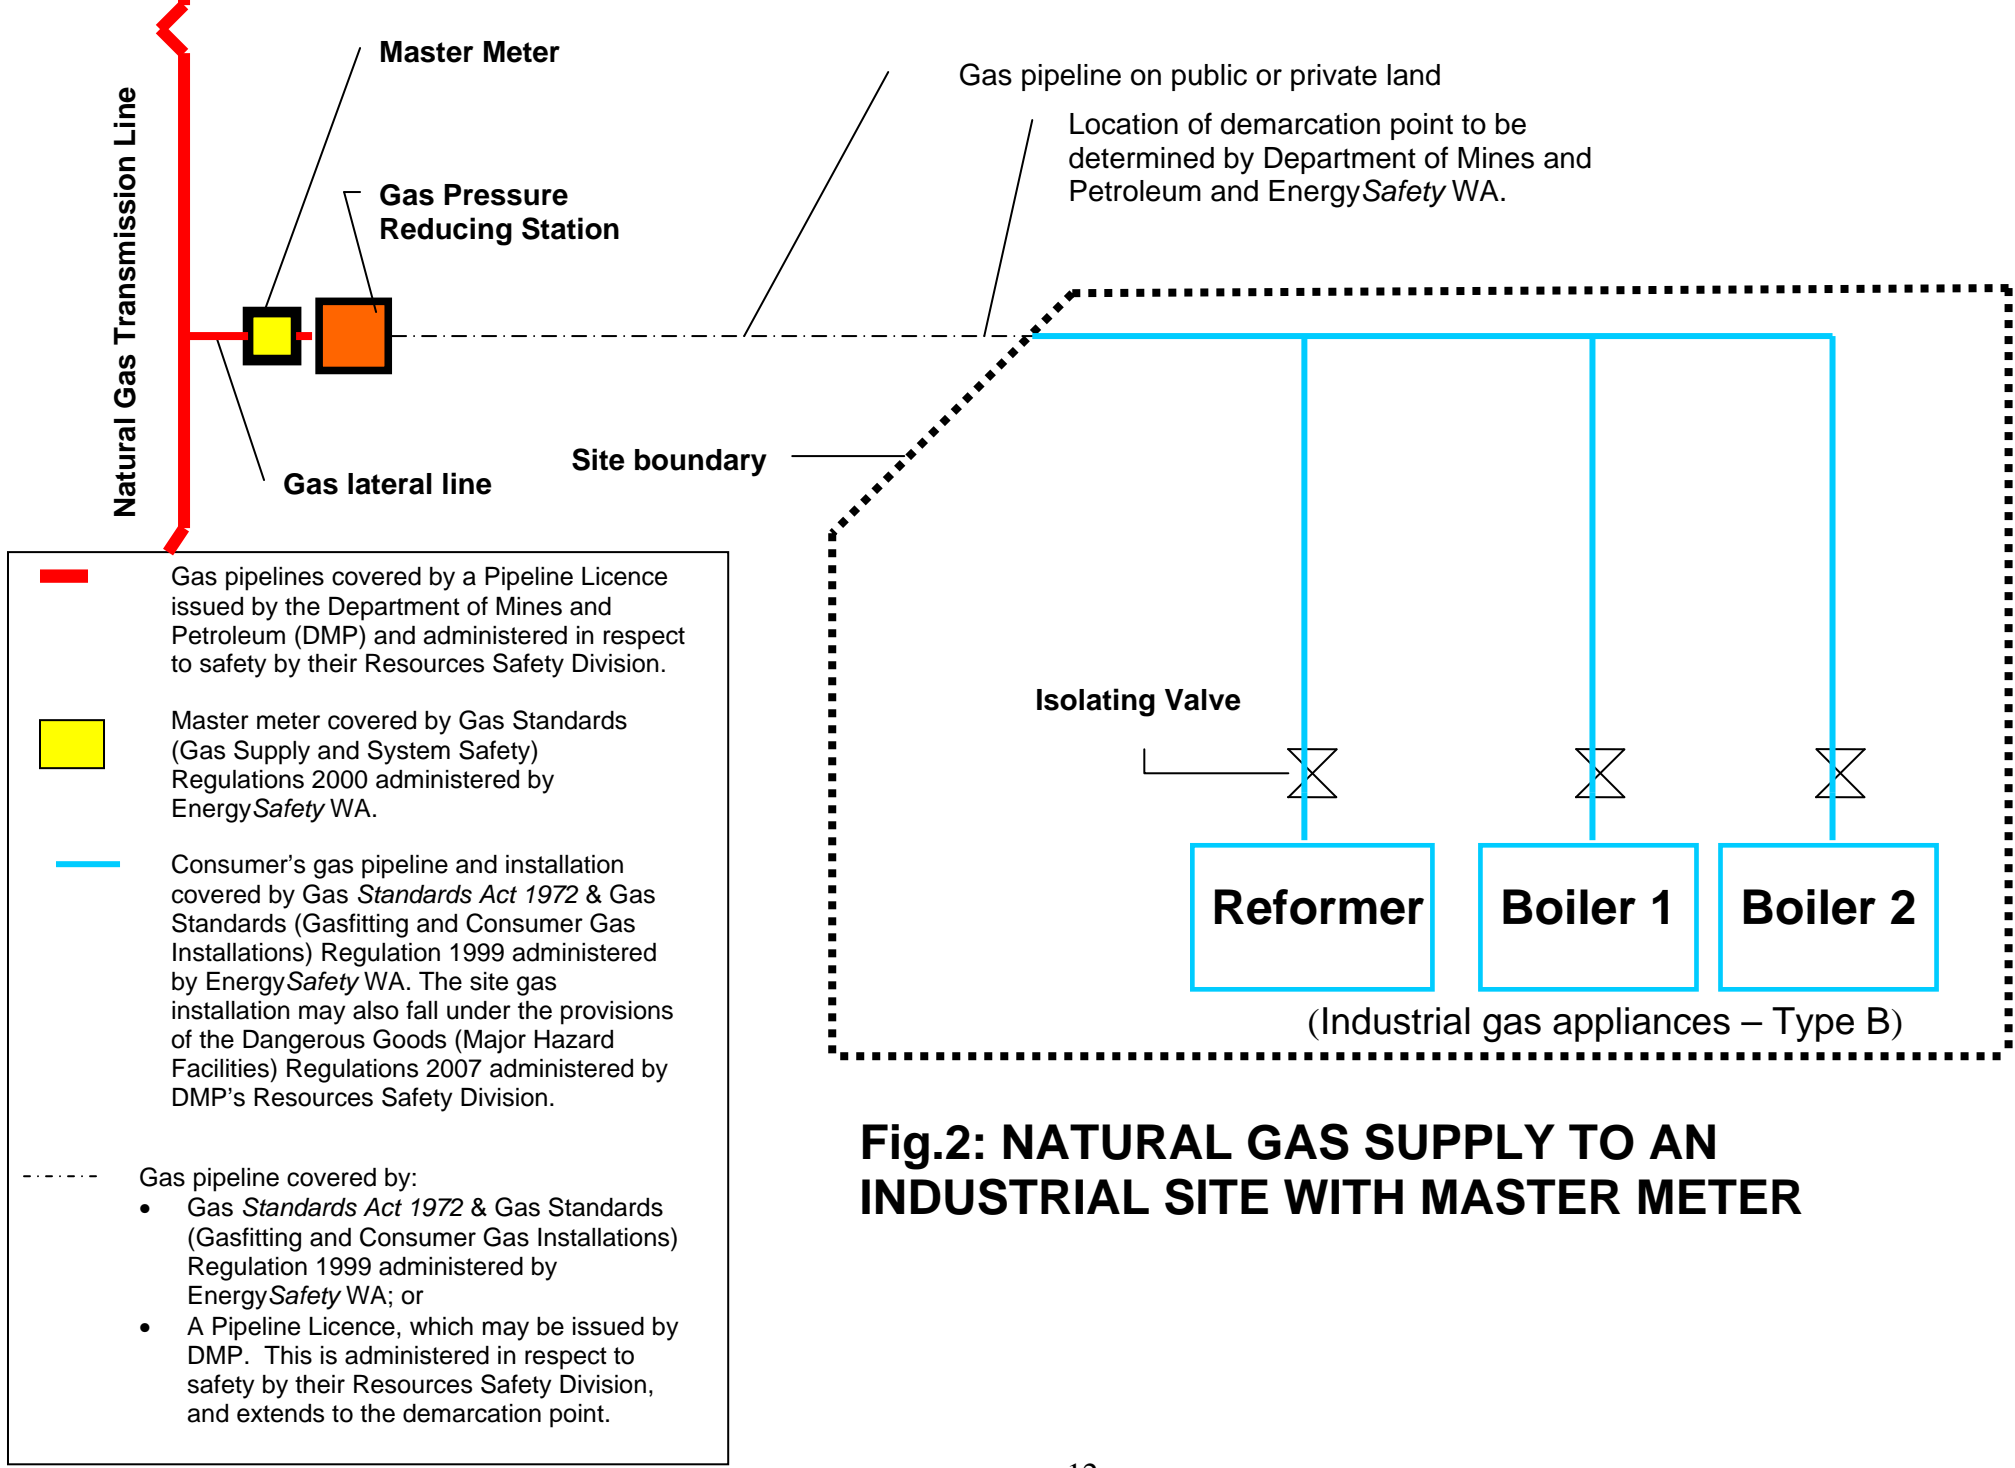 Master Meter
Gas pipeline on public or private land
Location of demarcation point to be
determined by Department of Mines and
Petroleum and EnergySafety WA.
Natural Gas Transmission Line
Gas Pressure
Reducing Station
Site boundary
Gas lateral line
Gas pipelines covered by a Pipeline Licence
issued by the Department of Mines and
Petroleum (DMP) and administered in respect
to safety by their Resources Safety Division.
Master meter covered by Gas Standards
(Gas Supply and System Safety)
Regulations 2000 administered by
EnergySafety WA.
Consumer’s gas pipeline and installation
covered by Gas Standards Act 1972 & Gas
Standards (Gasfitting and Consumer Gas
Installations) Regulation 1999 administered
by EnergySafety WA. The site gas
installation may also fall under the provisions
of the Dangerous Goods (Major Hazard
Facilities) Regulations 2007 administered by
DMP’s Resources Safety Division.
Gas pipeline covered by:
• Gas Standards Act 1972 & Gas Standards
(Gasfitting and Consumer Gas Installations)
Regulation 1999 administered by
EnergySafety WA; or
• A Pipeline Licence, which may be issued by
DMP. This is administered in respect to
safety by their Resources Safety Division,
and extends to the demarcation point.
Isolating Valve
Reformer
Boiler 1
Boiler 2
(Industrial gas appliances – Type B)
Fig.2: NATURAL GAS SUPPLY TO AN
INDUSTRIAL SITE WITH MASTER METER